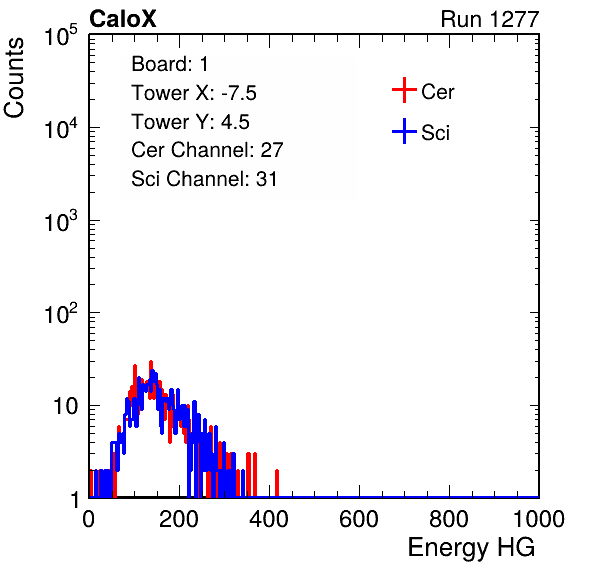 CaloX Run 1277
Counts
Board: 1
Tower X: -7.5
Tower Y: 4.5
Cer Channel: 27
Sci Channel: 31
Cer
Sci
10^5
10^4
10^3
10^2
10
1
0 200 400 600 800 1000
Energy HG